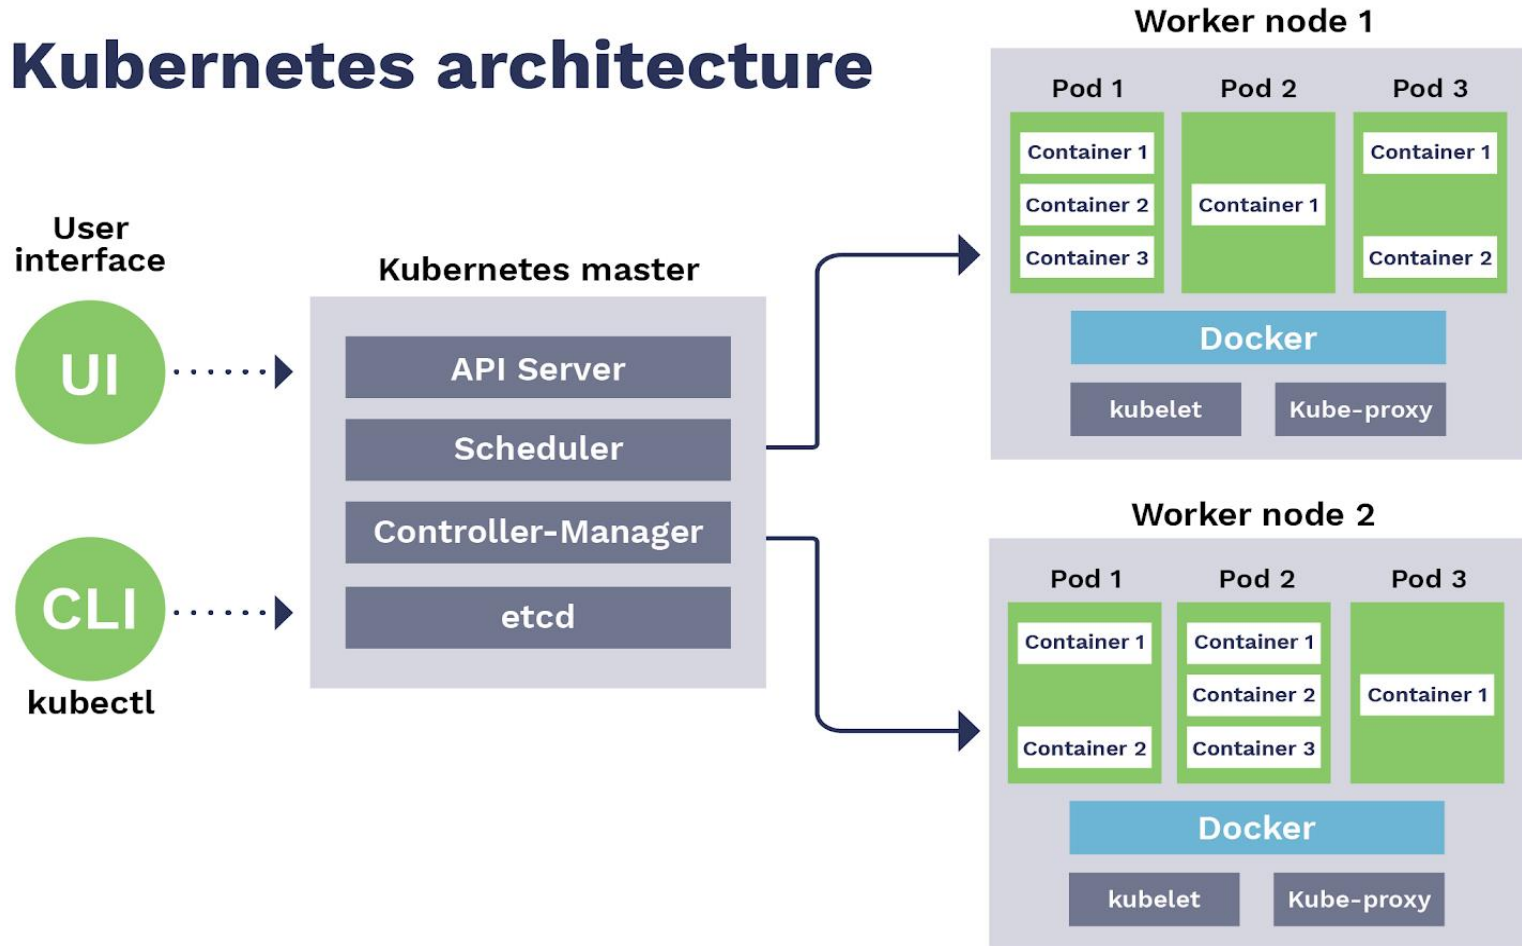 Kubernetes architecture
User
interface
UI
CLI
kubectl
Kubernetes master
API Server
Scheduler
Controller-Manager
etcd
Worker node 1
Pod 1
Container 1
Container 2
Container 3
Pod 2
Container 1
Pod 3
Container 1
Container 2
Docker
kubelet
Kube-proxy
Worker node 2
Pod 1
Container 1
Container 2
Pod 2
Container 1
Container 2
Container 3
Pod 3
Container 1
Docker
kubelet
Kube-proxy